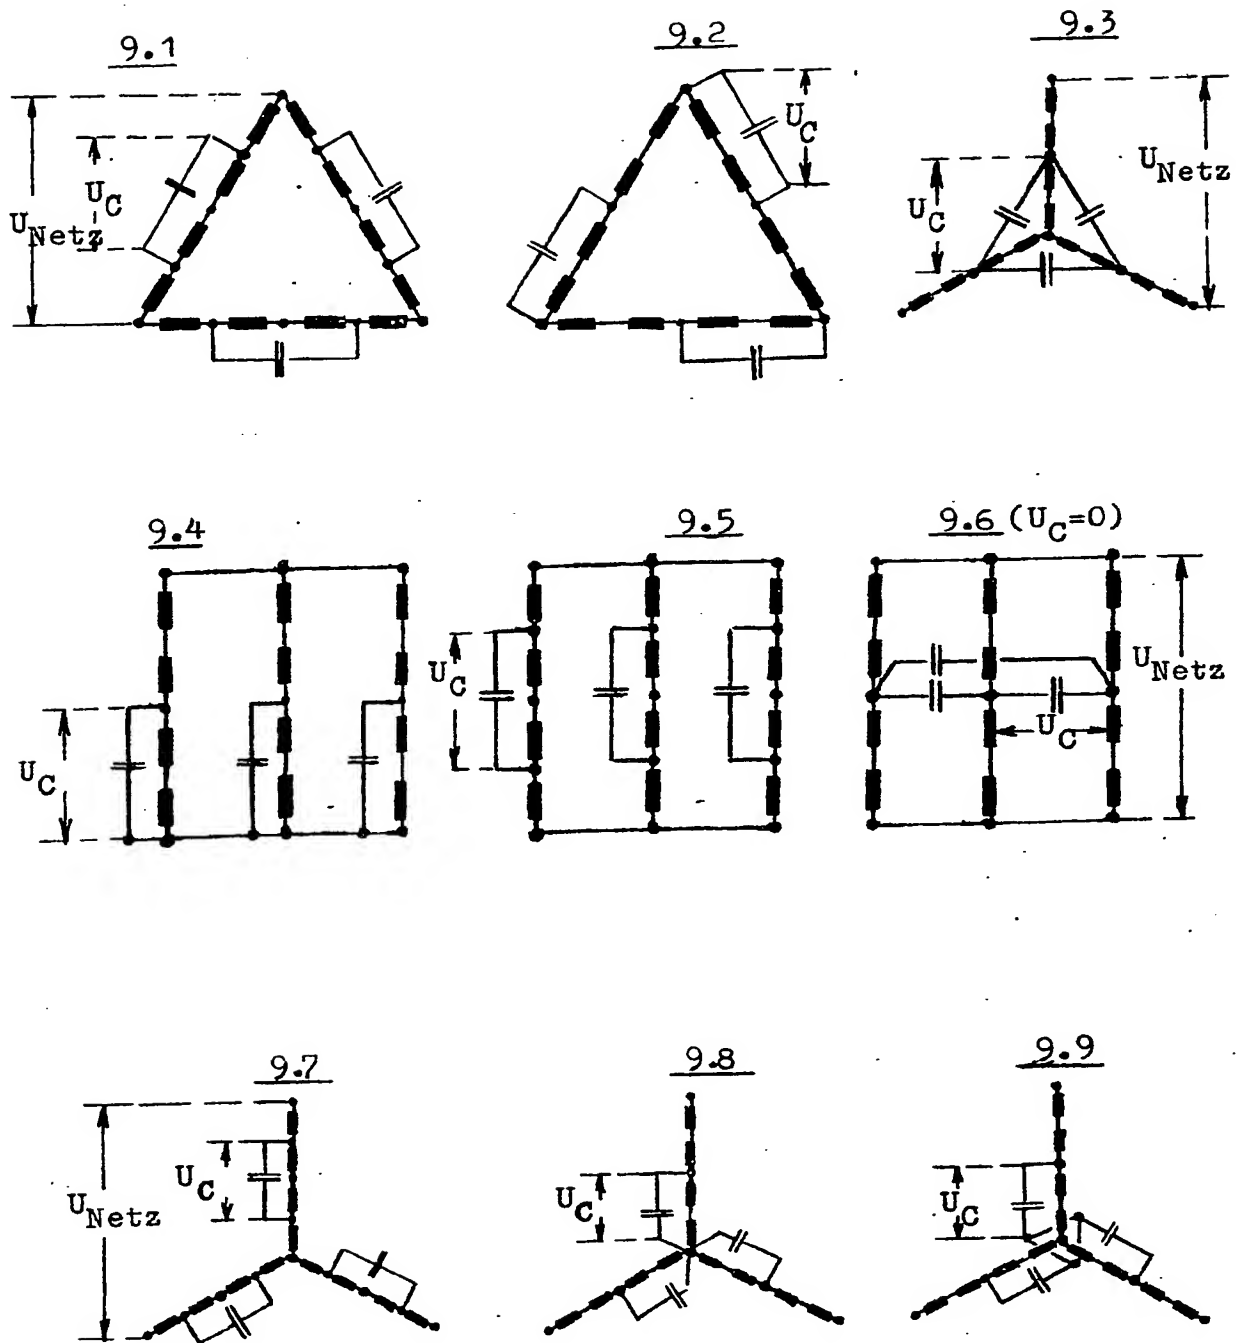 9.1
9.2
9.3
U_C
U_Netz
U_C
U_C
U_Netz
9.4
9.5
9.6 (U_C=0)
U_C
U_C
U_C
U_Netz
9.7
9.8
9.9
U_C
U_Netz
U_C
U_C